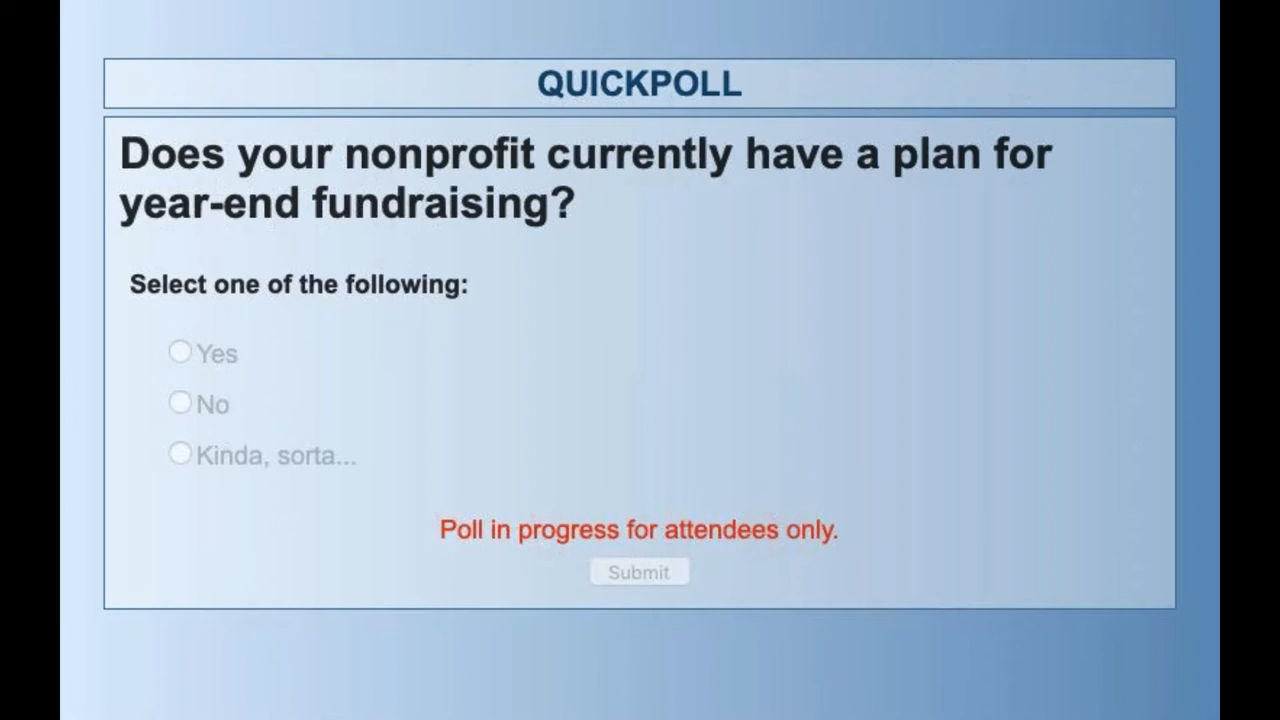 QUICKPOLL
Does your nonprofit currently have a plan for
year-end fundraising?
Select one of the following:
Yes
No
Kinda, sorta...
Poll in progress for attendees only.
Submit